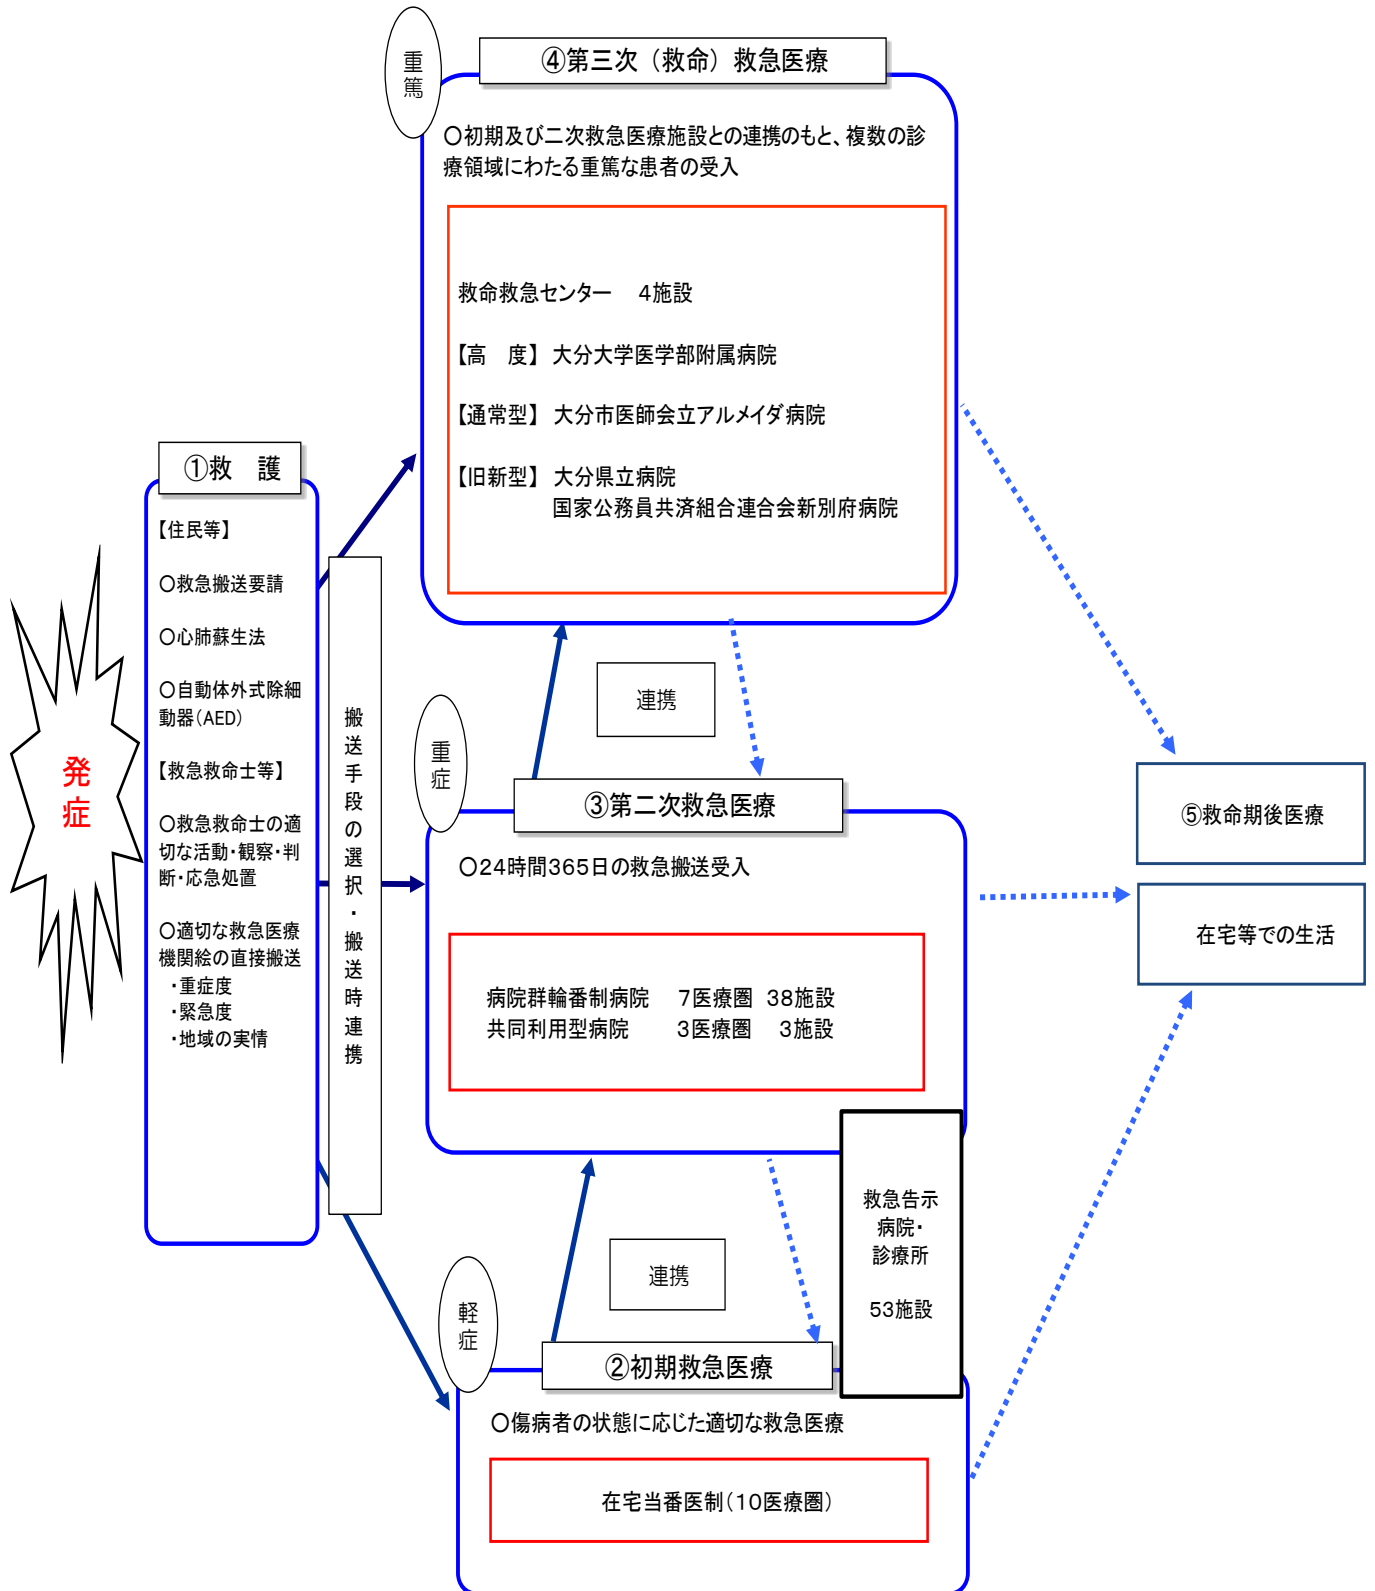 重篤
④第三次（救命）救急医療
○初期及び二次救急医療施設との連携のもと、複数の診
療領域にわたる重篤な患者の受入
救命救急センター　4施設
【高　度】 大分大学医学部附属病院
【通常型】 大分市医師会立アルメイダ病院
【旧新型】 大分県立病院
国家公務員共済組合連合会新別府病院
発症
①救　護
【住民等】
○救急搬送要請
○心肺蘇生法
○自動体外式除細
動器（AED）
【救急救命士等】
○救急救命士の適
切な活動・観察・判
断・応急処置
○適切な救急医療
機関絵の直接搬送
・重症度
・緊急度
・地域の実情
搬送手段の選択・搬送時連携
連携
重症
③第二次救急医療
○24時間365日の救急搬送受入
病院群輪番制病院　7医療圏　38施設
共同利用型病院　3医療圏　3施設
救急告示
病院・
診療所
53施設
連携
軽症
②初期救急医療
○傷病者の状態に応じた適切な救急医療
在宅当番医制（10医療圏）
⑤救命期後医療
在宅等での生活